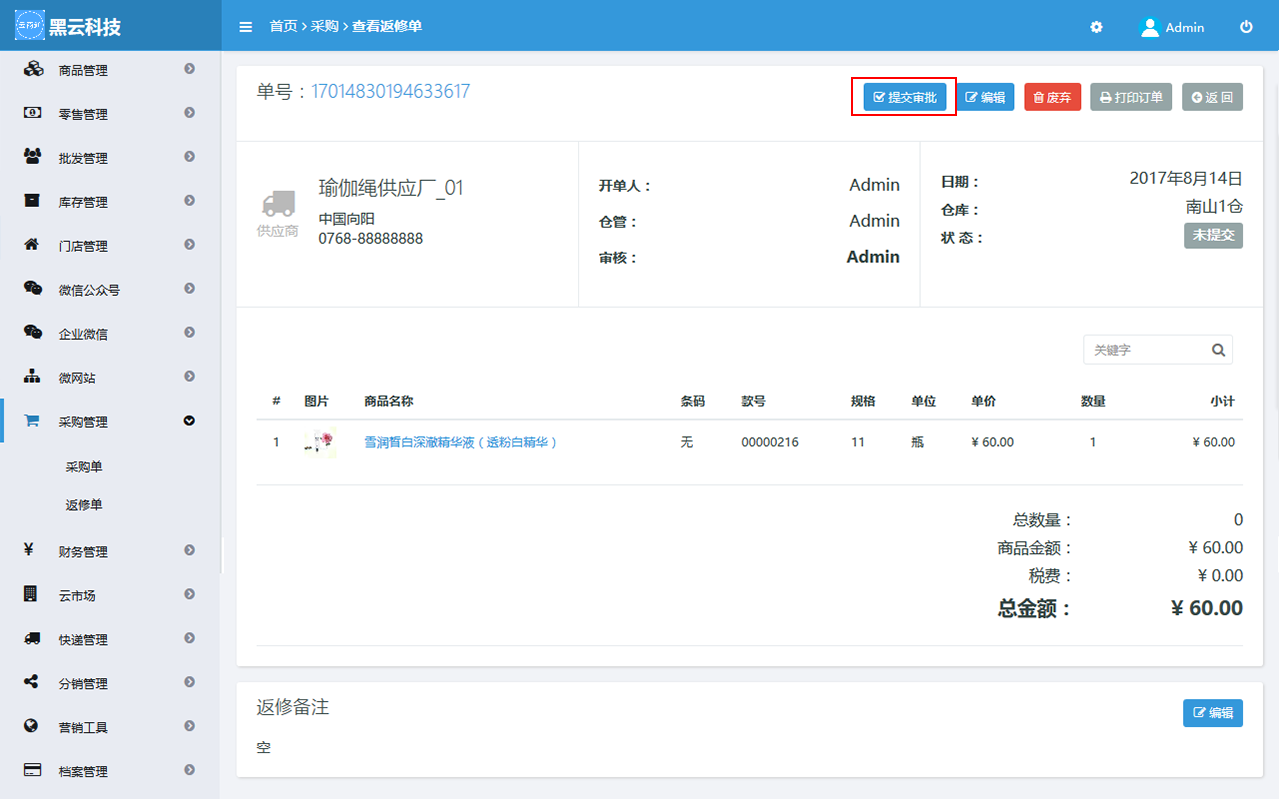 黑云科技
首页 采购 查看返修单
Admin
商品管理
零售管理
批发管理
库存管理
门店管理
微信公众号
企业微信
微网站
采购管理
采购单
返修单
财务管理
云市场
快递管理
分销管理
营销工具
档案管理
单号：17014830194633617
提交审批 编辑 废弃 打印订单 返 回
供应商
瑜伽绳供应厂_01
中国向阳
0768-88888888
开单人： Admin
仓管： Admin
审核： Admin
日期： 2017年8月14日
仓库： 南山1仓
状 态： 未提交
关键字
# 图片 商品名称 条码 款号 规格 单位 单价 数量 小计
1 雪润皙白深澈精华液（透粉白精华） 无 00000216 11 瓶 ¥ 60.00 1 ¥ 60.00
总数量： 0
商品金额： ¥ 60.00
税费： ¥ 0.00
总金额： ¥ 60.00
返修备注
编辑
空